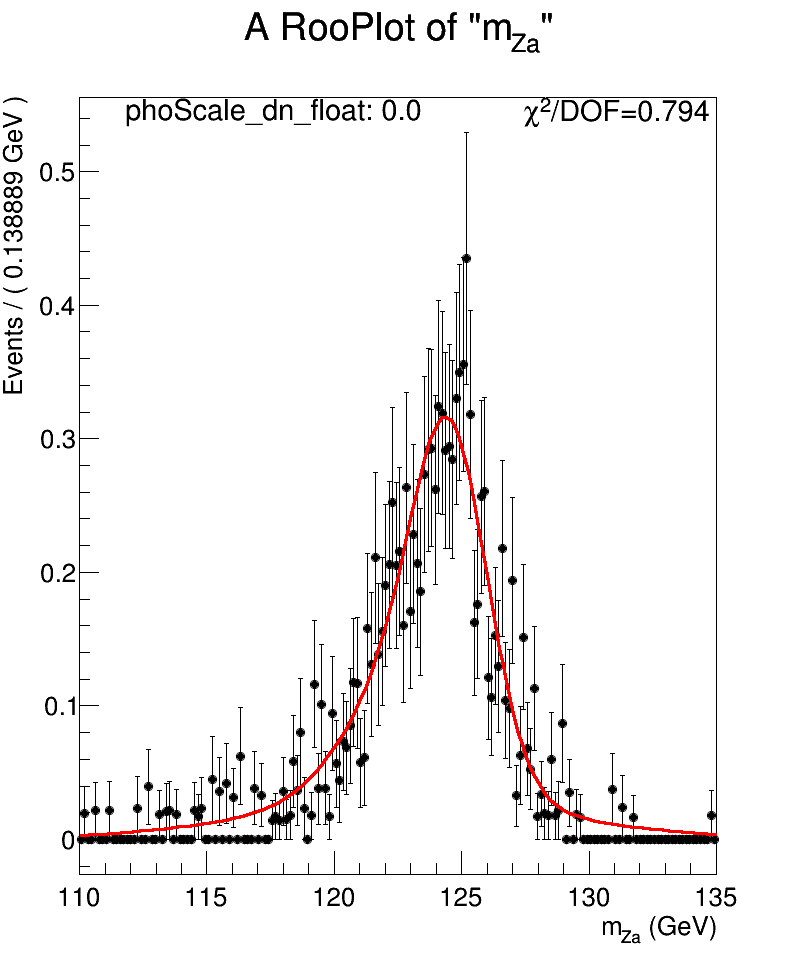 A RooPlot of "m_Za"
phoScale_dn_float: 0.0
χ²/DOF=0.794
Events / ( 0.138889 GeV )
0.5
0.4
0.3
0.2
0.1
0
110 115 120 125 130 135
m_Za (GeV)